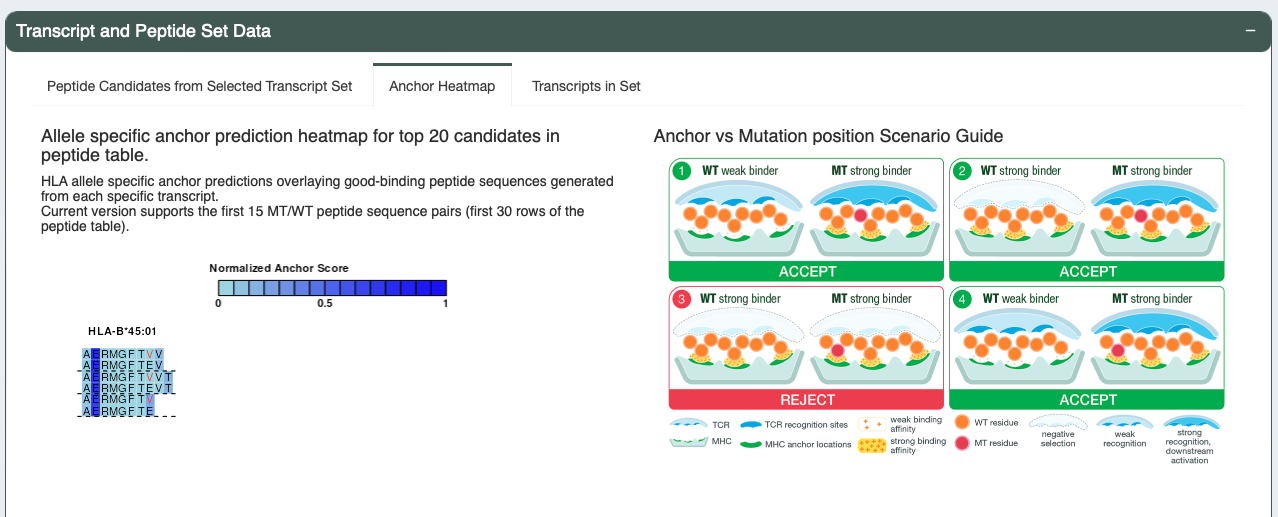 Transcript and Peptide Set Data
Peptide Candidates from Selected Transcript Set
Anchor Heatmap
Transcripts in Set
Allele specific anchor prediction heatmap for top 20 candidates in
peptide table.
HLA allele specific anchor predictions overlaying good-binding peptide sequences generated
from each specific transcript.
Current version supports the first 15 MT/WT peptide sequence pairs (first 30 rows of the
peptide table).
Normalized Anchor Score
0 0.5 1
HLA-B*45:01
AERMGFTVV
AERMGFTEV
AERMGFTVVT
AERMGFTEVT
AERMGFTV
AERMGFTE
Anchor vs Mutation position Scenario Guide
1 WT weak binder MT strong binder
ACCEPT
2 WT strong binder MT strong binder
ACCEPT
3 WT strong binder MT strong binder
REJECT
4 WT weak binder MT strong binder
ACCEPT
TCR
MHC
TCR recognition sites
MHC anchor locations
weak binding
affinity
strong binding
affinity
WT residue
MT residue
negative
selection
weak
recognition
strong
recognition,
downstream
activation